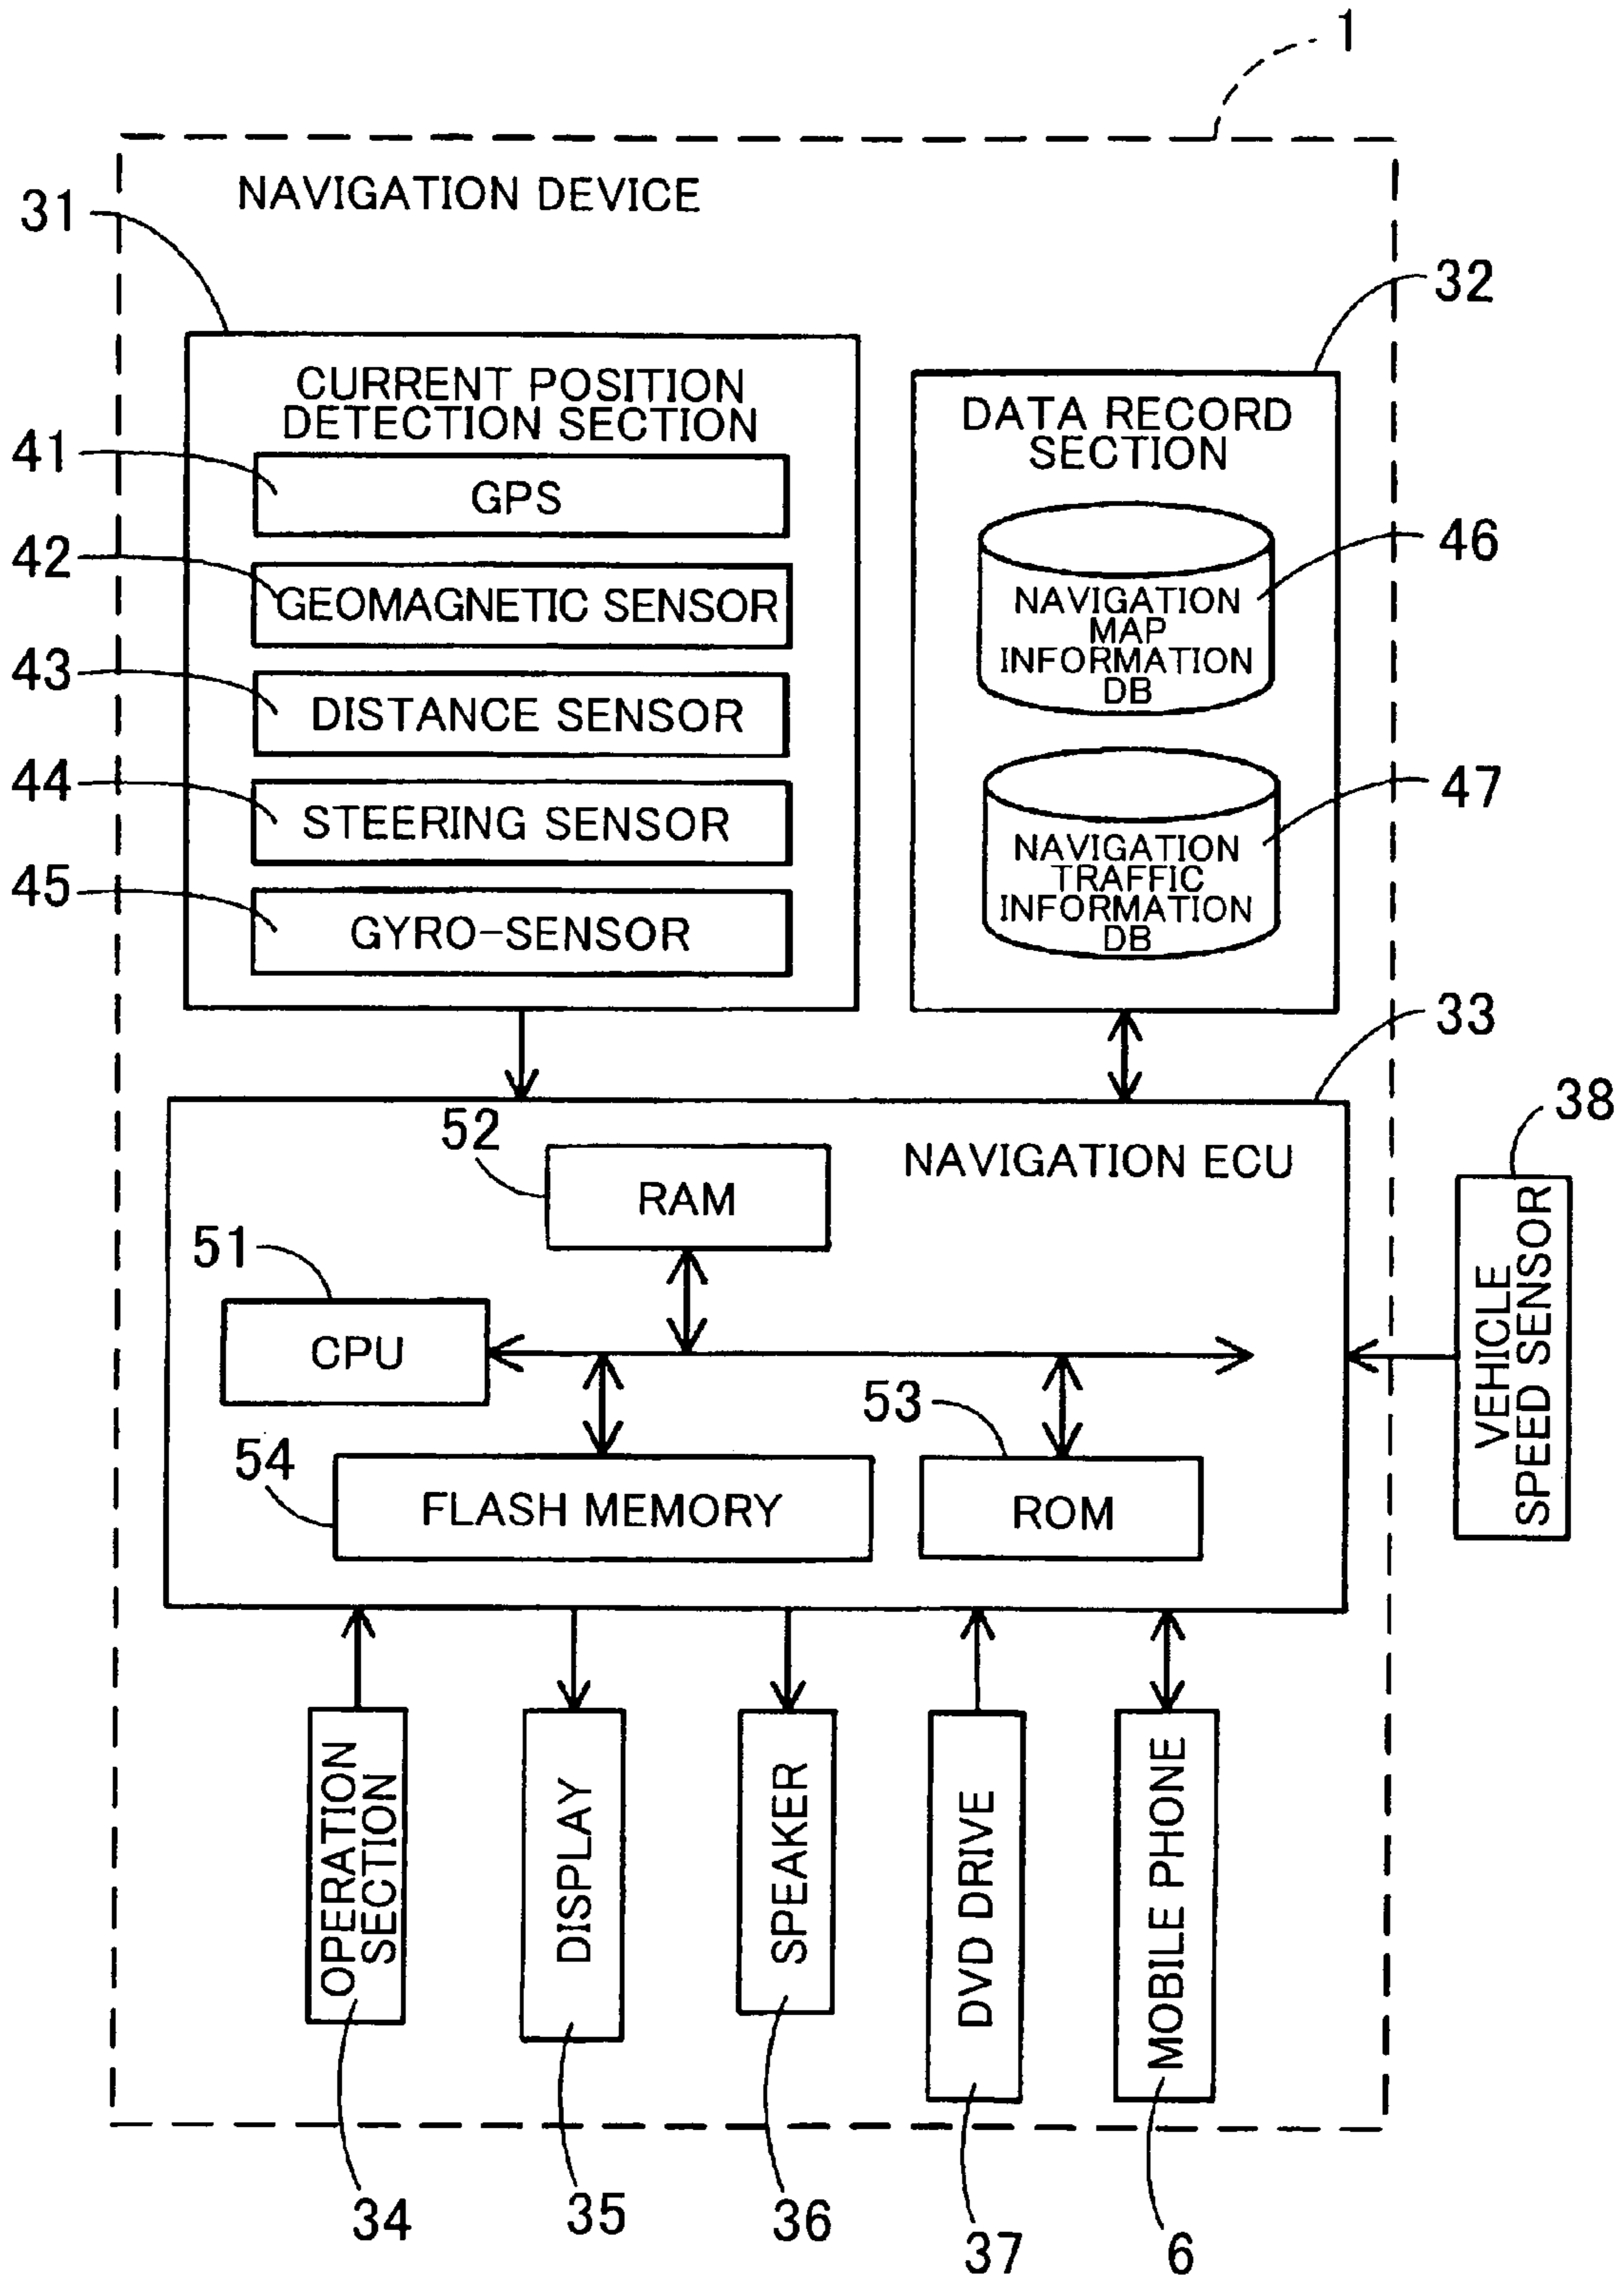 1
NAVIGATION DEVICE
31
32
CURRENT POSITION
DETECTION SECTION
41
GPS
42
GEOMAGNETIC SENSOR
43
DISTANCE SENSOR
44
STEERING SENSOR
45
GYRO-SENSOR
DATA RECORD
SECTION
46
NAVIGATION
MAP
INFORMATION
DB
47
NAVIGATION
TRAFFIC
INFORMATION
DB
33
NAVIGATION ECU
38
VEHICLE
SPEED SENSOR
52
RAM
51
CPU
53
ROM
54
FLASH MEMORY
OPERATION
SECTION
DISPLAY
SPEAKER
DVD DRIVE
MOBILE PHONE
34
35
36
37
6